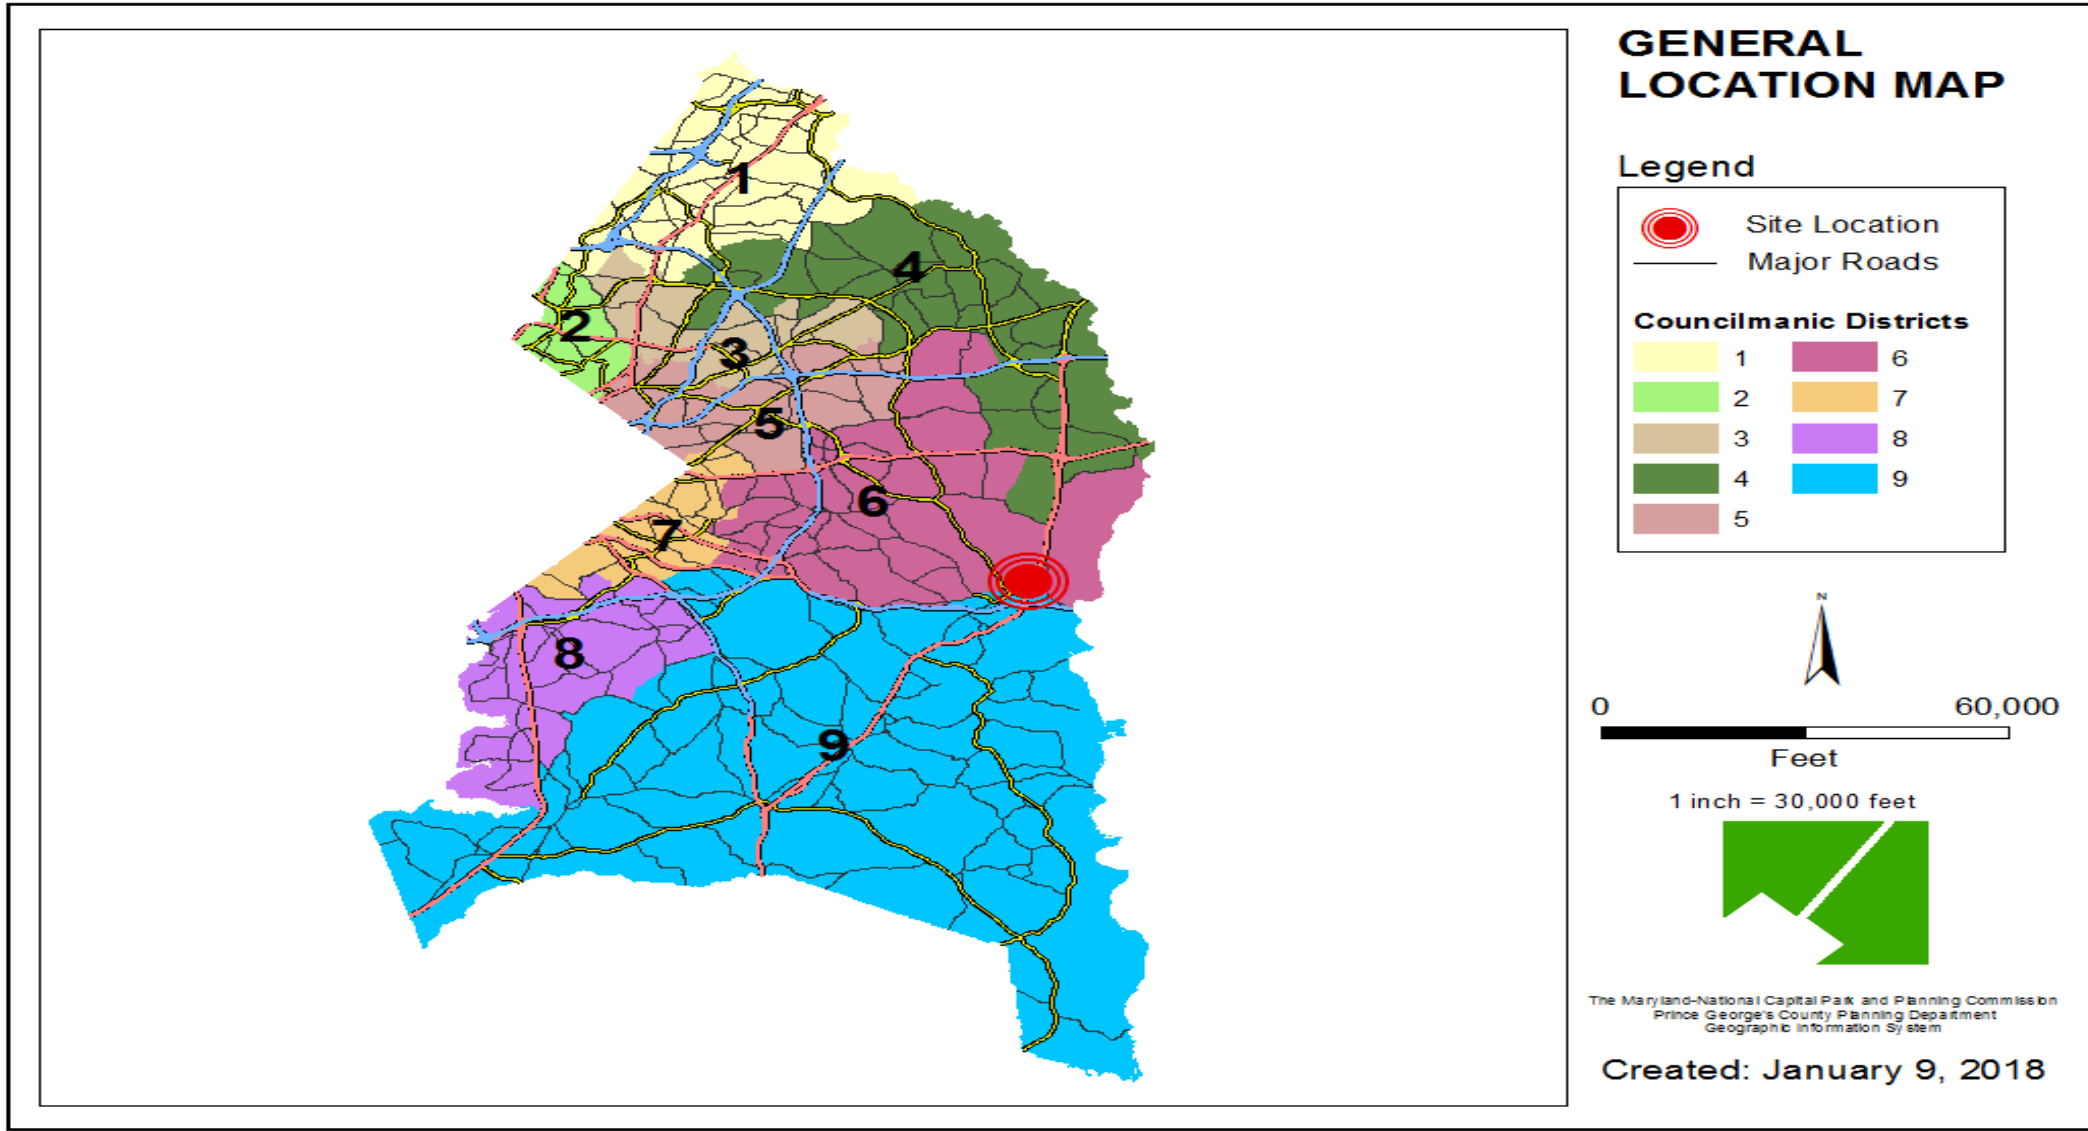 GENERAL
LOCATION MAP
Legend
Site Location
Major Roads
Councilmanic Districts
1 6
2 7
3 8
4 9
5
1
4
2
3
5
6
7
8
9
N
0 60,000
Feet
1 inch = 30,000 feet
The Maryland-National Capital Park and Planning Commission
Prince George's County Planning Department
Geographic Information System
Created: January 9, 2018